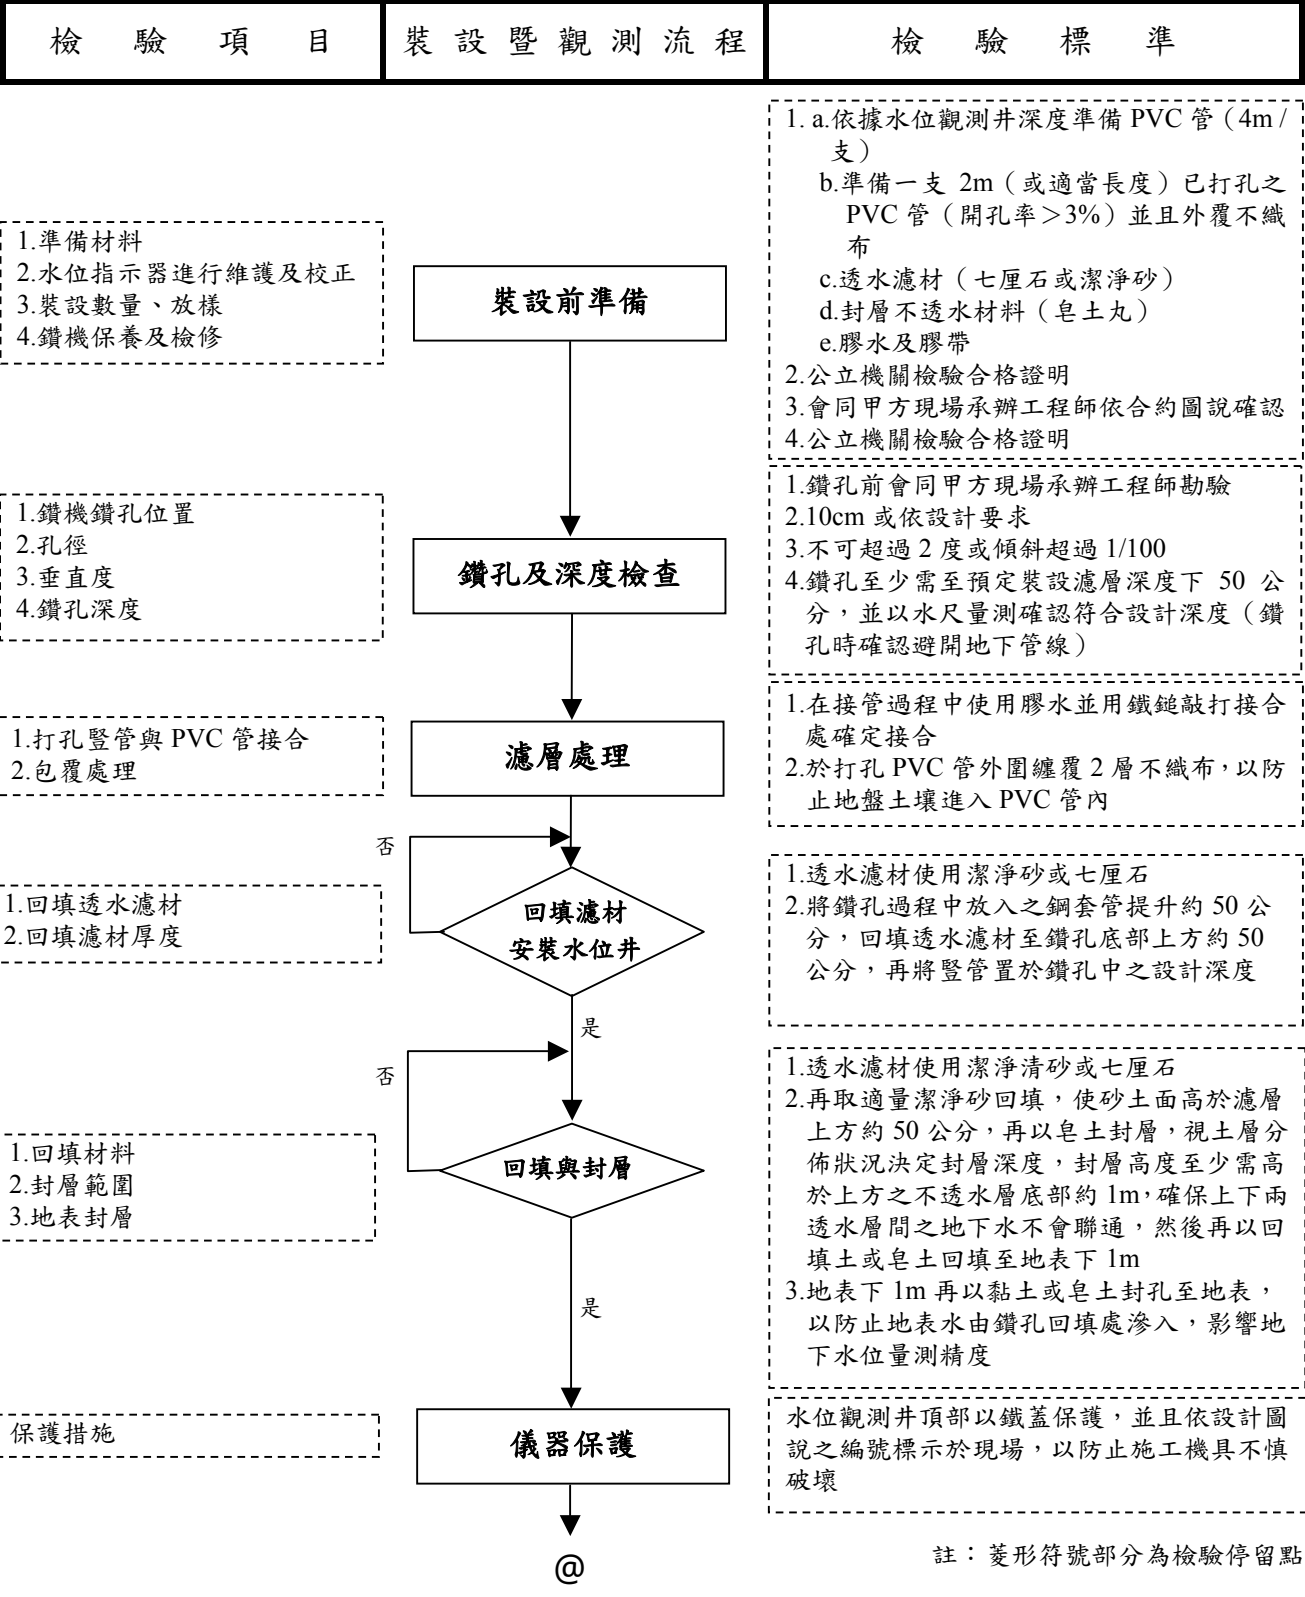 檢驗項目
裝設暨觀測流程
檢驗標準
1.準備材料
2.水位指示器進行維護及校正
3.裝設數量、放樣
4.鑽機保養及檢修
裝設前準備
1. a.依據水位觀測井深度準備 PVC 管（4m /
支）
b.準備一支 2m（或適當長度）已打孔之
PVC 管（開孔率＞3%）並且外覆不織
布
c.透水濾材（七厘石或潔淨砂）
d.封層不透水材料（皂土丸）
e.膠水及膠帶
2.公立機關檢驗合格證明
3.會同甲方現場承辦工程師依合約圖說確認
4.公立機關檢驗合格證明
1.鑽機鑽孔位置
2.孔徑
3.垂直度
4.鑽孔深度
鑽孔及深度檢查
1.鑽孔前會同甲方現場承辦工程師勘驗
2.10cm 或依設計要求
3.不可超過 2 度或傾斜超過 1/100
4.鑽孔至少需至預定裝設濾層深度下 50 公
分，並以水尺量測確認符合設計深度（鑽
孔時確認避開地下管線）
1.打孔豎管與 PVC 管接合
2.包覆處理
濾層處理
1.在接管過程中使用膠水並用鐵鎚敲打接合
處確定接合
2.於打孔 PVC 管外圍纏覆 2 層不織布，以防
止地盤土壤進入 PVC 管內
否
1.回填透水濾材
2.回填濾材厚度
回填濾材
安裝水位井
1.透水濾材使用潔淨砂或七厘石
2.將鑽孔過程中放入之鋼套管提升約 50 公
分，回填透水濾材至鑽孔底部上方約 50
公分，再將豎管置於鑽孔中之設計深度
是
否
1.回填材料
2.封層範圍
3.地表封層
回填與封層
1.透水濾材使用潔淨清砂或七厘石
2.再取適量潔淨砂回填，使砂土面高於濾層
上方約 50 公分，再以皂土封層，視土層分
佈狀況決定封層深度，封層高度至少需高
於上方之不透水層底部約 1m，確保上下兩
透水層間之地下水不會聯通，然後再以回
填土或皂土回填至地表下 1m
3.地表下 1m 再以黏土或皂土封孔至地表，
以防止地表水由鑽孔回填處滲入，影響地
下水位量測精度
是
保護措施
儀器保護
水位觀測井頂部以鐵蓋保護，並且依設計圖
說之編號標示於現場，以防止施工機具不慎
破壞
@
註：菱形符號部分為檢驗停留點